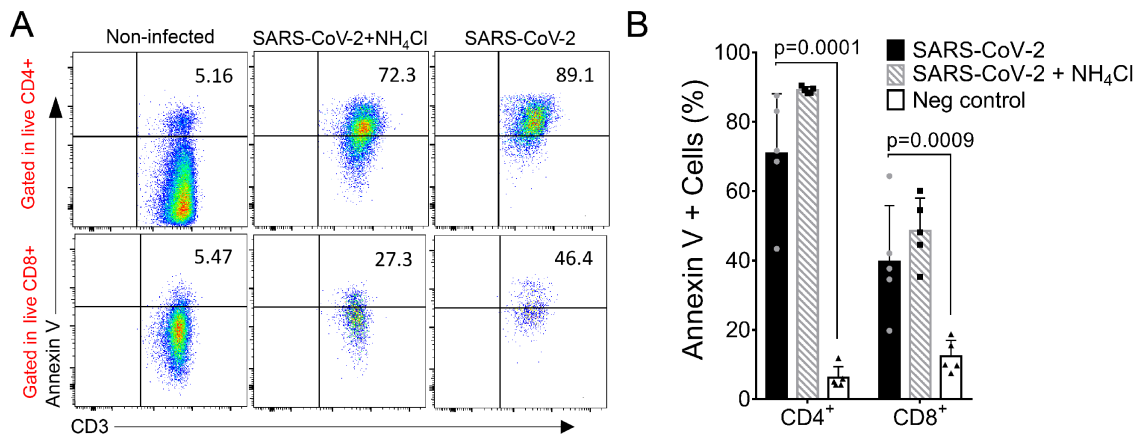 A
Non-infected
SARS-CoV-2+NH₄Cl
SARS-CoV-2
Gated in live CD4+
5.16
72.3
89.1
Gated in live CD8+
5.47
27.3
46.4
Annexin V
CD3
B
SARS-CoV-2
SARS-CoV-2 + NH₄Cl
Neg control
p=0.0001
p=0.0009
Annexin V + Cells (%)
100
80
60
40
20
0
CD4⁺
CD8⁺